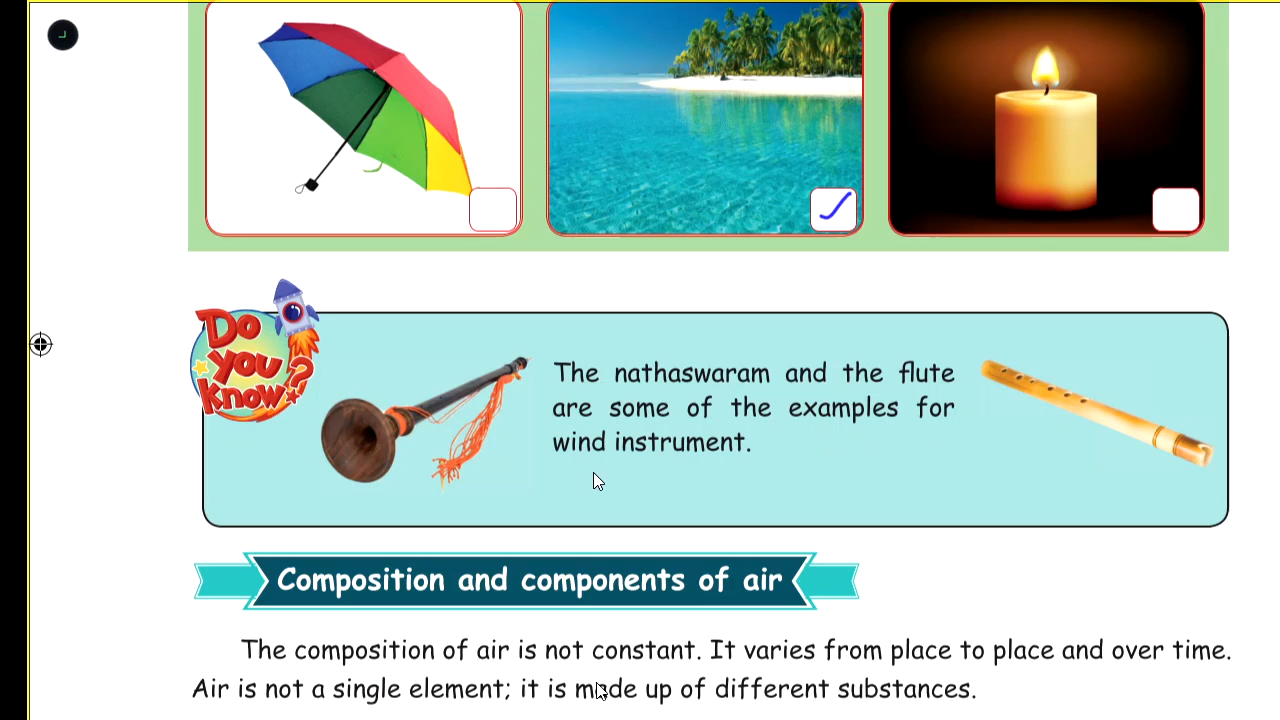 Do
you
know?
The nathaswaram and the flute
are some of the examples for
wind instrument.
Composition and components of air
The composition of air is not constant. It varies from place to place and over time.
Air is not a single element; it is made up of different substances.